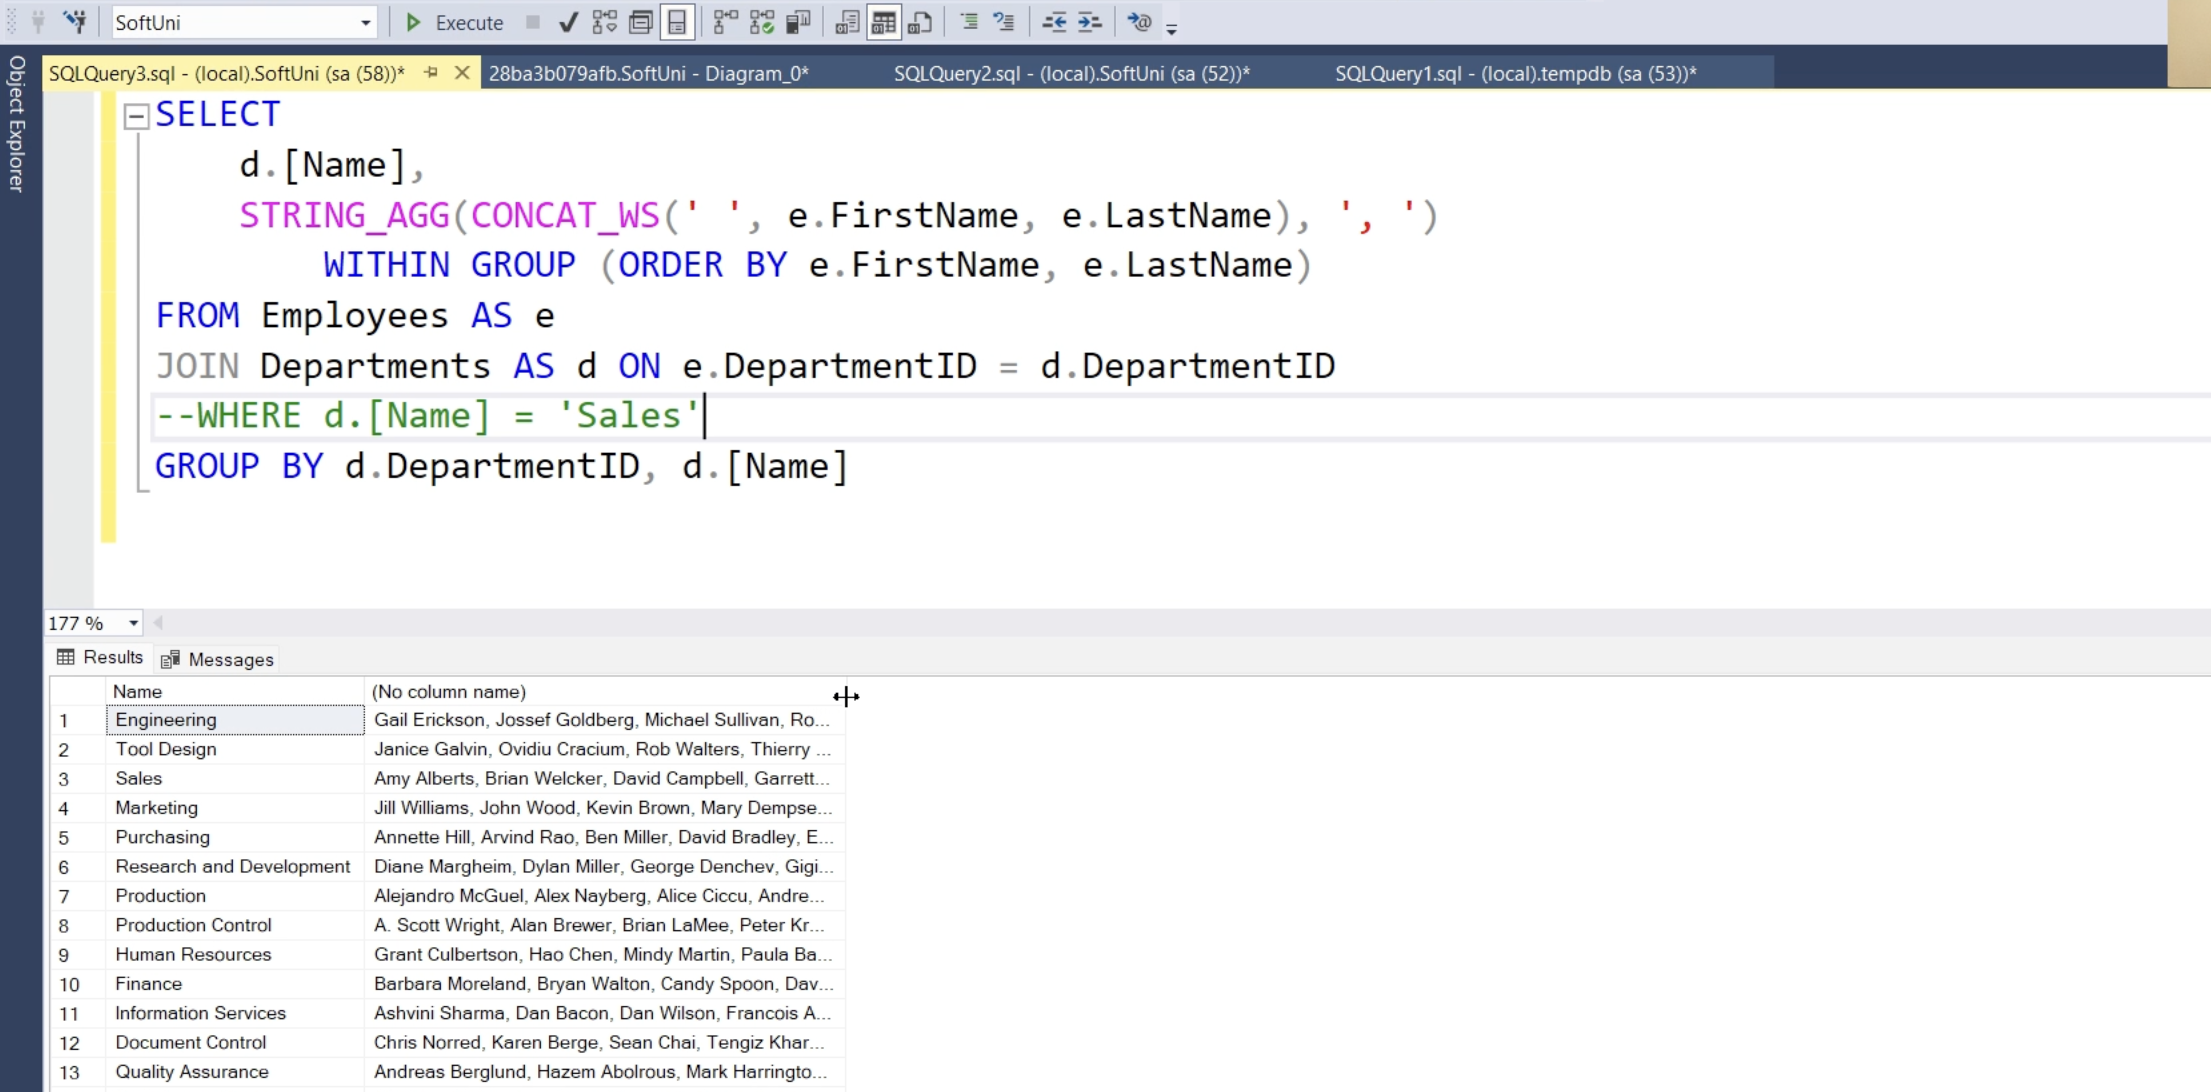 SoftUni Execute
Object Explorer
SQLQuery3.sql - (local).SoftUni (sa (58))* 28ba3b079afb.SoftUni - Diagram_0* SQLQuery2.sql - (local).SoftUni (sa (52))* SQLQuery1.sql - (local).tempdb (sa (53))*
SELECT
d.[Name],
STRING_AGG(CONCAT_WS(' ', e.FirstName, e.LastName), ', ')
WITHIN GROUP (ORDER BY e.FirstName, e.LastName)
FROM Employees AS e
JOIN Departments AS d ON e.DepartmentID = d.DepartmentID
--WHERE d.[Name] = 'Sales'
GROUP BY d.DepartmentID, d.[Name]
177 %
Results Messages
Name (No column name)
1 Engineering Gail Erickson, Jossef Goldberg, Michael Sullivan, Ro...
2 Tool Design Janice Galvin, Ovidiu Cracium, Rob Walters, Thierry ...
3 Sales Amy Alberts, Brian Welcker, David Campbell, Garrett...
4 Marketing Jill Williams, John Wood, Kevin Brown, Mary Dempse...
5 Purchasing Annette Hill, Arvind Rao, Ben Miller, David Bradley, E...
6 Research and Development Diane Margheim, Dylan Miller, George Denchev, Gigi...
7 Production Alejandro McGuel, Alex Nayberg, Alice Ciccu, Andre...
8 Production Control A. Scott Wright, Alan Brewer, Brian LaMee, Peter Kr...
9 Human Resources Grant Culbertson, Hao Chen, Mindy Martin, Paula Ba...
10 Finance Barbara Moreland, Bryan Walton, Candy Spoon, Dav...
11 Information Services Ashvini Sharma, Dan Bacon, Dan Wilson, Francois A...
12 Document Control Chris Norred, Karen Berge, Sean Chai, Tengiz Khar...
13 Quality Assurance Andreas Berglund, Hazem Abolrous, Mark Harringto...